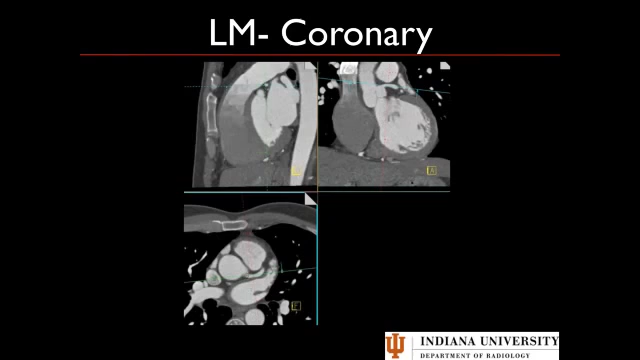 LM- Coronary
INDIANA UNIVERSITY
DEPARTMENT OF RADIOLOGY